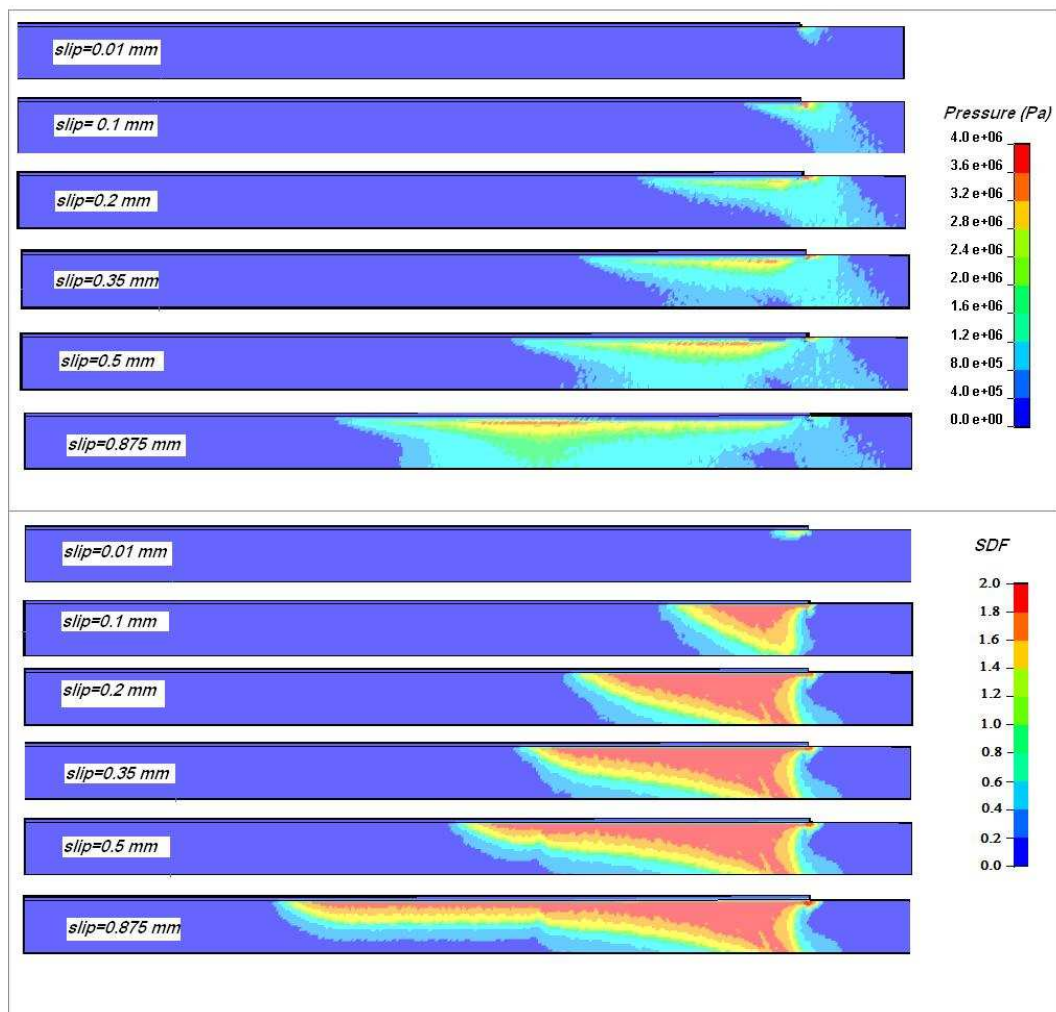 slip=0.01 mm
slip= 0.1 mm
slip=0.2 mm
slip=0.35 mm
slip=0.5 mm
slip=0.875 mm
Pressure (Pa)
4.0 e+06
3.6 e+06
3.2 e+06
2.8 e+06
2.4 e+06
2.0 e+06
1.6 e+06
1.2 e+06
8.0 e+05
4.0 e+05
0.0 e+00
slip=0.01 mm
slip=0.1 mm
slip=0.2 mm
slip=0.35 mm
slip=0.5 mm
slip=0.875 mm
SDF
2.0
1.8
1.6
1.4
1.2
1.0
0.8
0.6
0.4
0.2
0.0